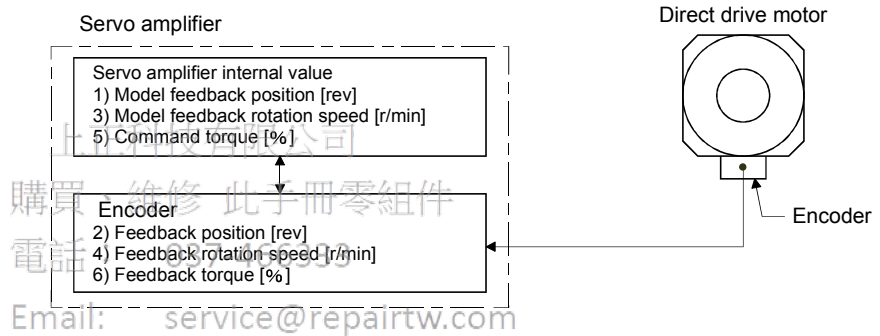 Servo amplifier
Direct drive motor
Servo amplifier internal value
1) Model feedback position [rev]
3) Model feedback rotation speed [r/min]
5) Command torque [%]
上正科技有限公司
購買、維修 此手冊零組件
Encoder
Encoder
2) Feedback position [rev]
4) Feedback rotation speed [r/min]
電話： 037-466333
6) Feedback torque [%]
Email: service@repairtw.com